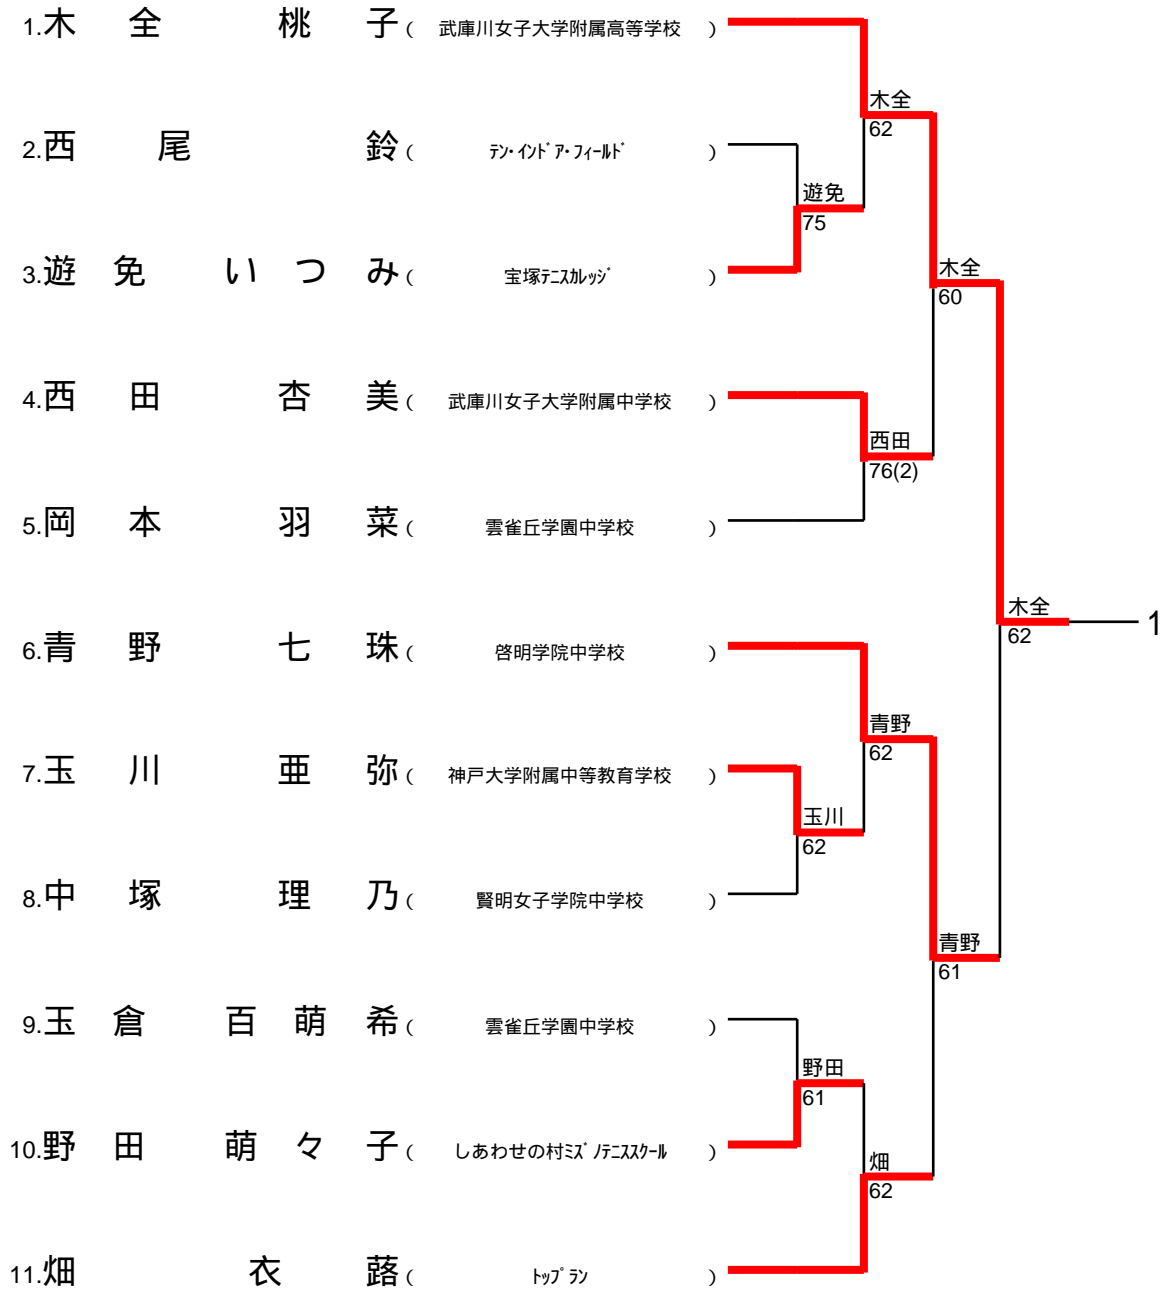 1.木全 桃子( 武庫川女子大学附属高等学校 )
木全
62
2.西尾 鈴( テン・インドア・フィールド )
遊免
75
3.遊免 いつみ( 宝塚テニスカレッジ )
木全
60
4.西田 杏美( 武庫川女子大学附属中学校 )
西田
76(2)
5.岡本 羽菜( 雲雀丘学園中学校 )
木全
62
1
6.青野 七珠( 啓明学院中学校 )
青野
62
7.玉川 亜弥( 神戸大学附属中等教育学校 )
玉川
62
8.中塚 理乃( 賢明女子学院中学校 )
青野
61
9.玉倉 百萌希( 雲雀丘学園中学校 )
野田
61
10.野田 萌々子( しあわせの村ミズノテニススクール )
畑
62
11.畑 衣蕗( トップラン )